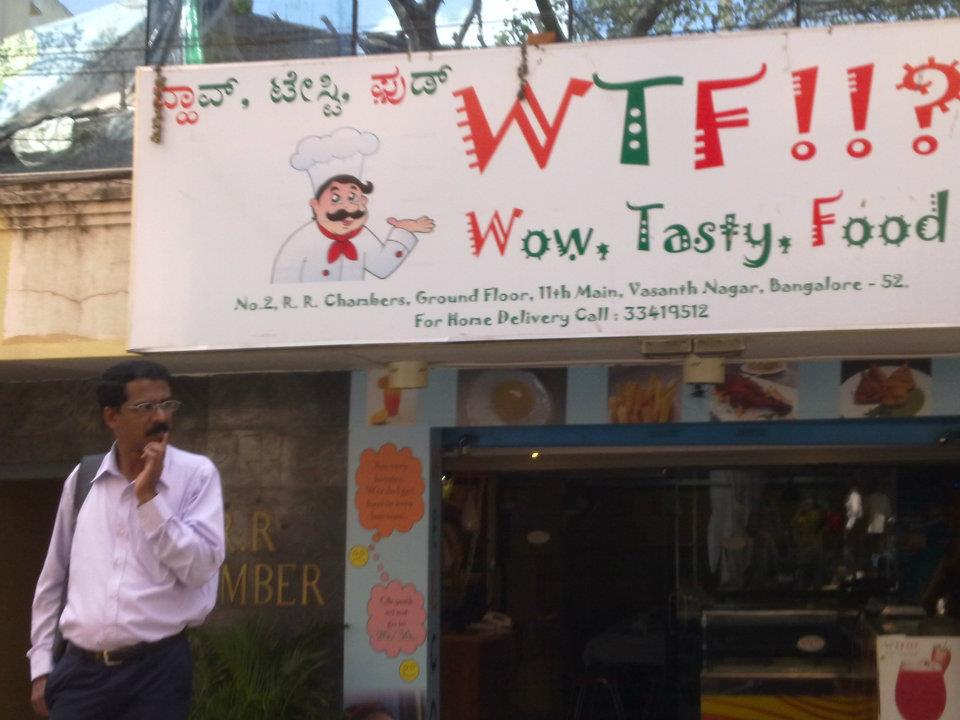 ವ್ಹಾವ್, ಟೇಸ್ಟಿ, ಫುಡ್
WTF!!?
Wow, Tasty, Food
No.2, R. R. Chambers, Ground Floor, 11th Main, Vasanth Nagar, Bangalore - 52.
For Home Delivery Call : 33419512
R.R
MBER